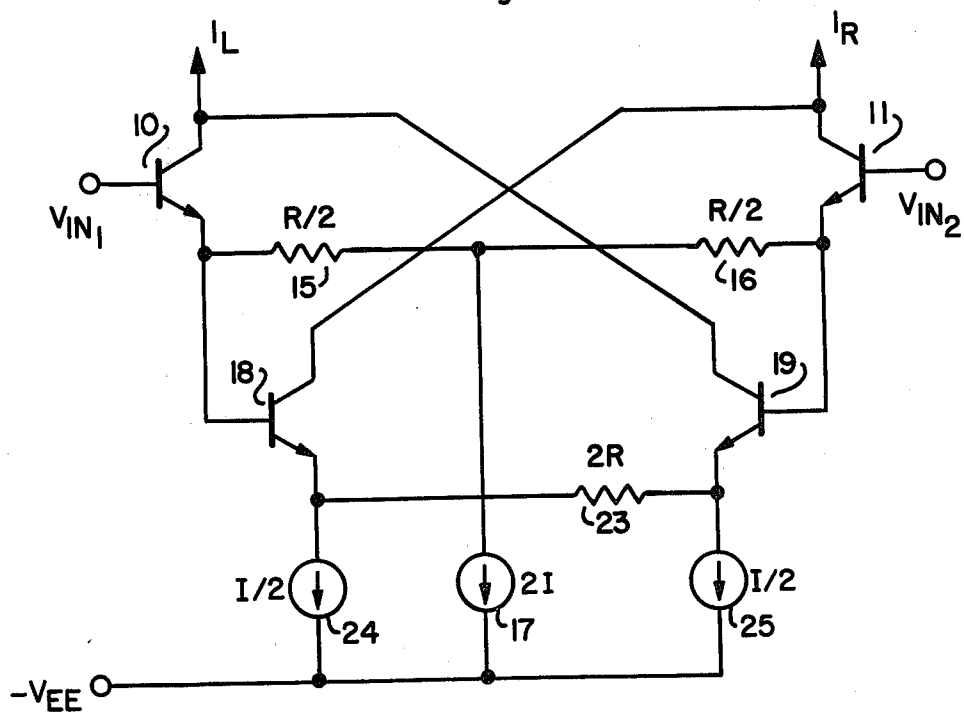 I_L
I_R
10
11
V_IN1
V_IN2
R/2
R/2
15
16
18
19
2R
23
I/2
2I
I/2
24
17
25
-V_EE